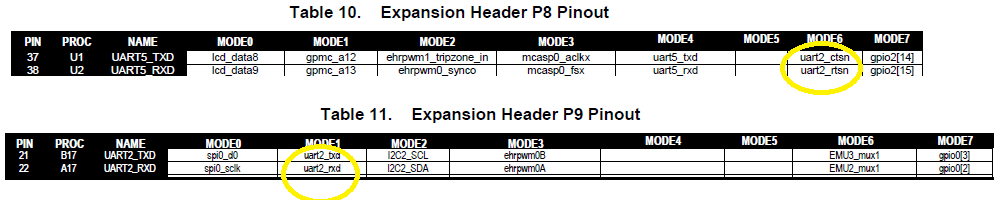 Table 10. Expansion Header P8 Pinout
PIN PROC NAME MODE0 MODE1 MODE2 MODE3 MODE4 MODE5 MODE6 MODE7
37 U1 UART5_TXD lcd_data8 gpmc_a12 ehrpwm1_tripzone_in mcasp0_aclkx uart5_txd uart2_ctsn gpio2[14]
38 U2 UART5_RXD lcd_data9 gpmc_a13 ehrpwm0_synco mcasp0_fsx uart5_rxd uart2_rtsn gpio2[15]
Table 11. Expansion Header P9 Pinout
PIN PROC NAME MODE0 MODE1 MODE2 MODE3 MODE4 MODE5 MODE6 MODE7
21 B17 UART2_TXD spi0_d0 uart2_txd I2C2_SCL ehrpwm0B EMU3_mux1 gpio0[3]
22 A17 UART2_RXD spi0_sclk uart2_rxd I2C2_SDA ehrpwm0A EMU2_mux1 gpio0[2]